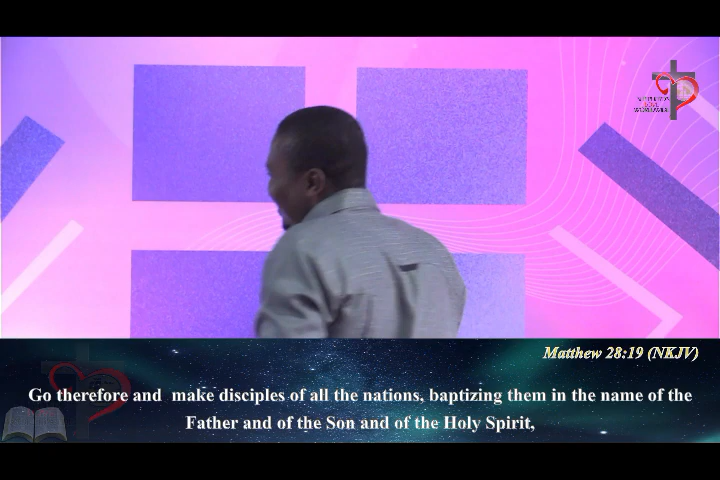 LOVE
Matthew 28:19 (NKJV)
Go therefore and make disciples of all the nations, baptizing them in the name of the
Father and of the Son and of the Holy Spirit,